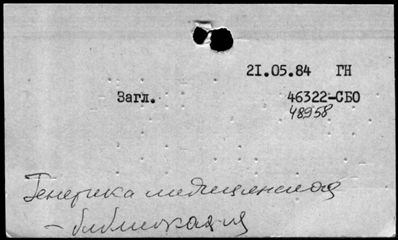 21.05.84 ГН
Загл. 46322-СБО
48958
Генетика медицинская
- библиография